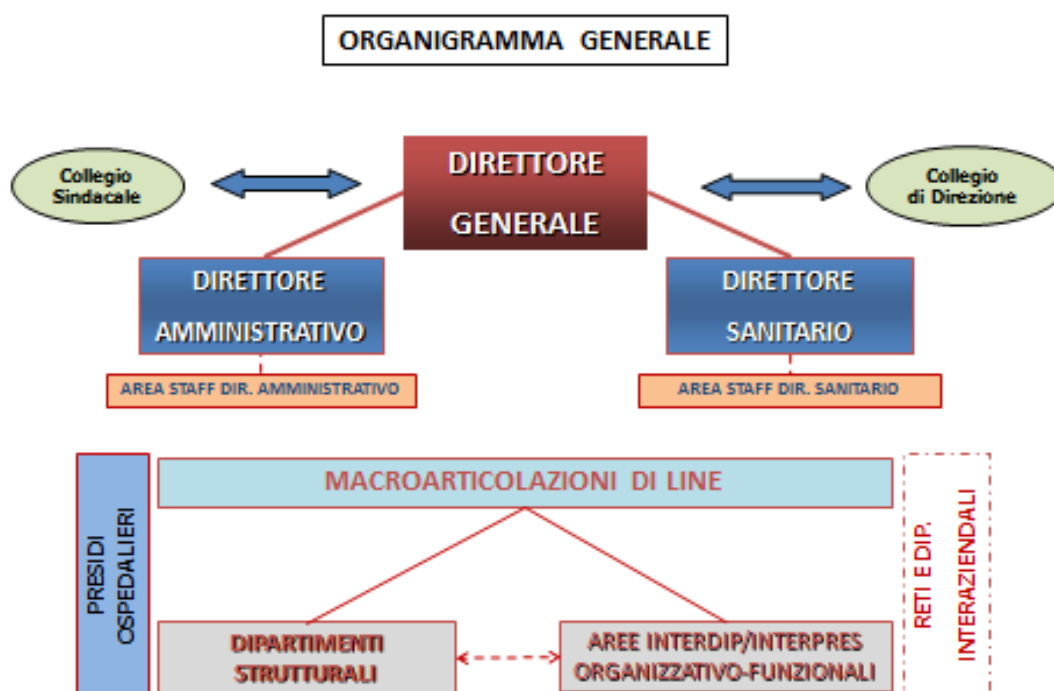 ORGANIGRAMMA GENERALE
Collegio
Sindacale
DIRETTORE
GENERALE
Collegio
di Direzione
DIRETTORE
AMMINISTRATIVO
DIRETTORE
SANITARIO
AREA STAFF DIR. AMMINISTRATIVO
AREA STAFF DIR. SANITARIO
PRESIDI
OSPEDALIERI
MACROARTICOLAZIONI DI LINE
RETI E DIP.
INTERAZIENDALI
DIPARTIMENTI
STRUTTURALI
AREE INTERDIP/INTERPRES
ORGANIZZATIVO-FUNZIONALI